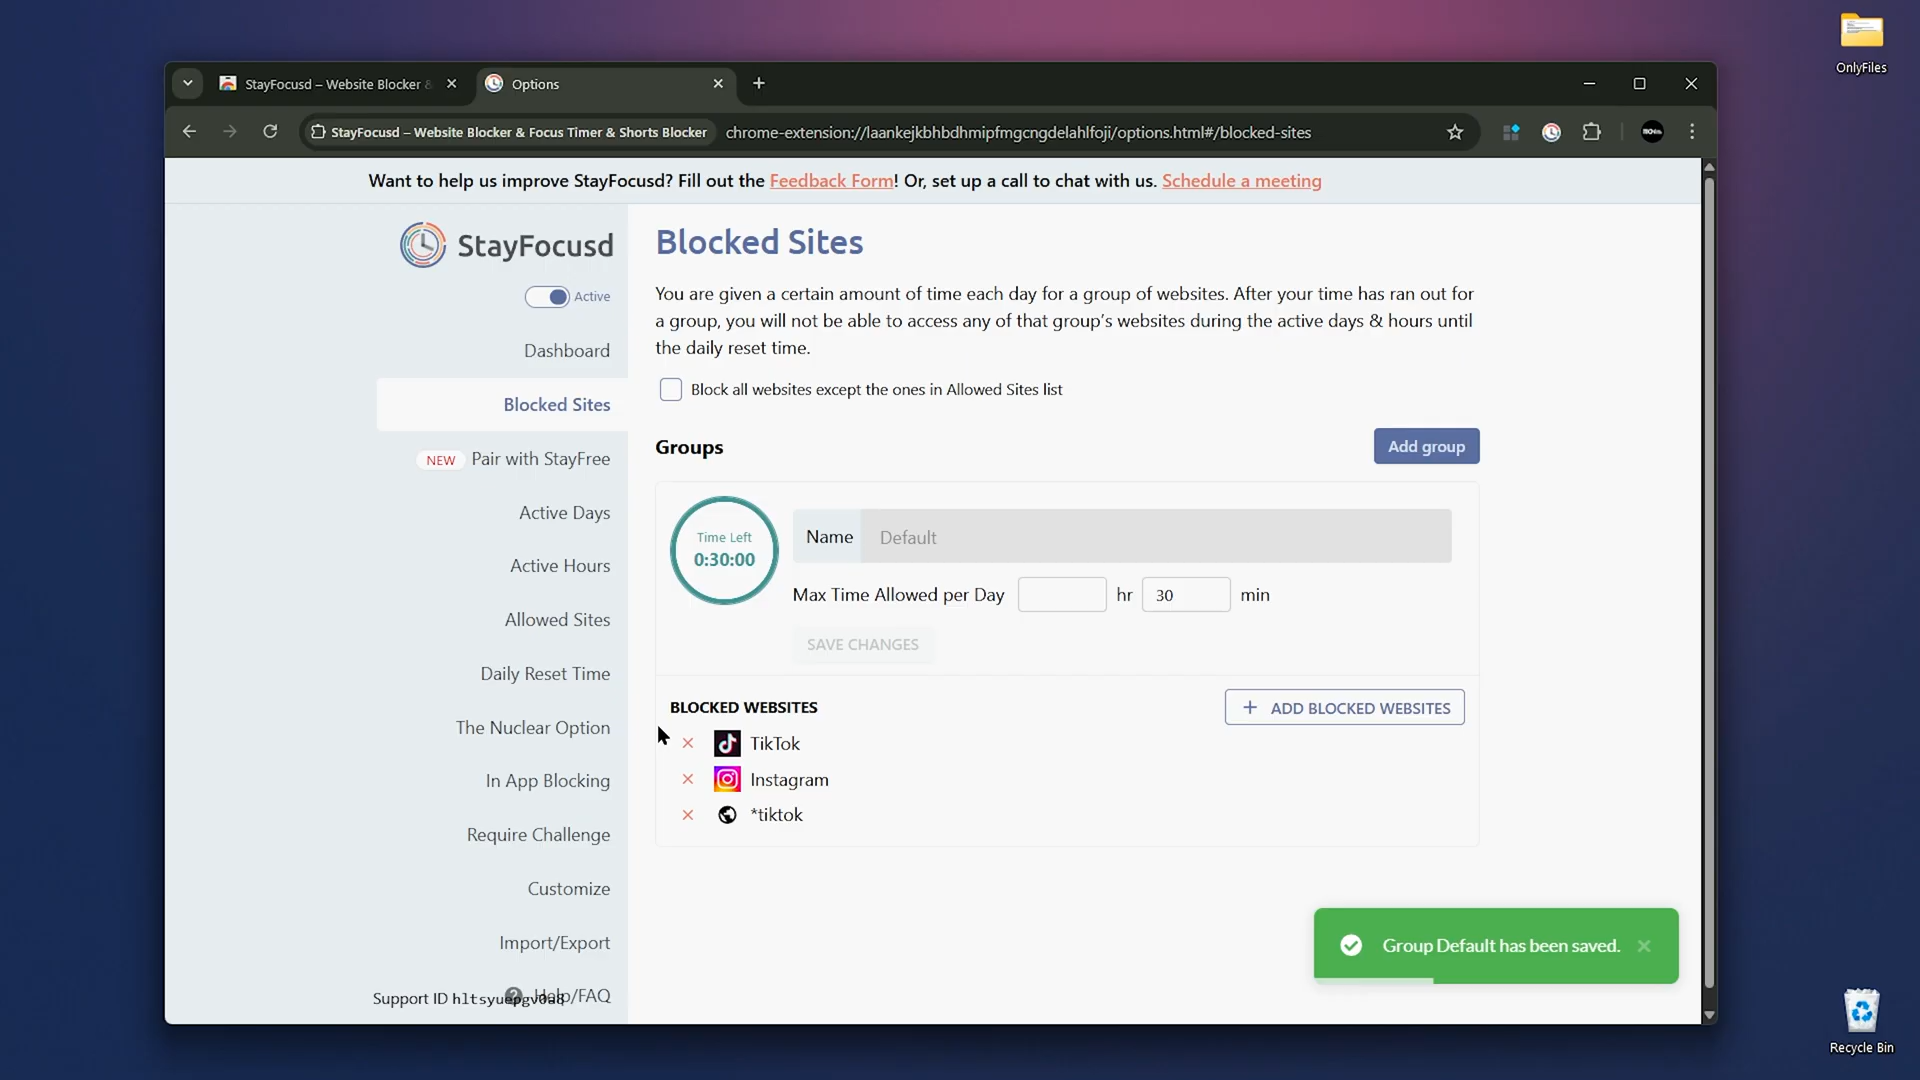 OnlyFiles
StayFocusd – Website Blocker &
Options
StayFocusd – Website Blocker & Focus Timer & Shorts Blocker
chrome-extension://laankejkbhbdhmipfmgcngdelahlfoji/options.html#/blocked-sites
Want to help us improve StayFocusd? Fill out the Feedback Form! Or, set up a call to chat with us. Schedule a meeting
StayFocusd
Active
Dashboard
Blocked Sites
NEW Pair with StayFree
Active Days
Active Hours
Allowed Sites
Daily Reset Time
The Nuclear Option
In App Blocking
Require Challenge
Customize
Import/Export
Help/FAQ
Support ID
Blocked Sites
You are given a certain amount of time each day for a group of websites. After your time has ran out for
a group, you will not be able to access any of that group's websites during the active days & hours until
the daily reset time.
Block all websites except the ones in Allowed Sites list
Groups
Add group
Time Left
0:30:00
Name Default
Max Time Allowed per Day hr 30 min
SAVE CHANGES
BLOCKED WEBSITES
+ ADD BLOCKED WEBSITES
TikTok
Instagram
*tiktok
Group Default has been saved.
Recycle Bin